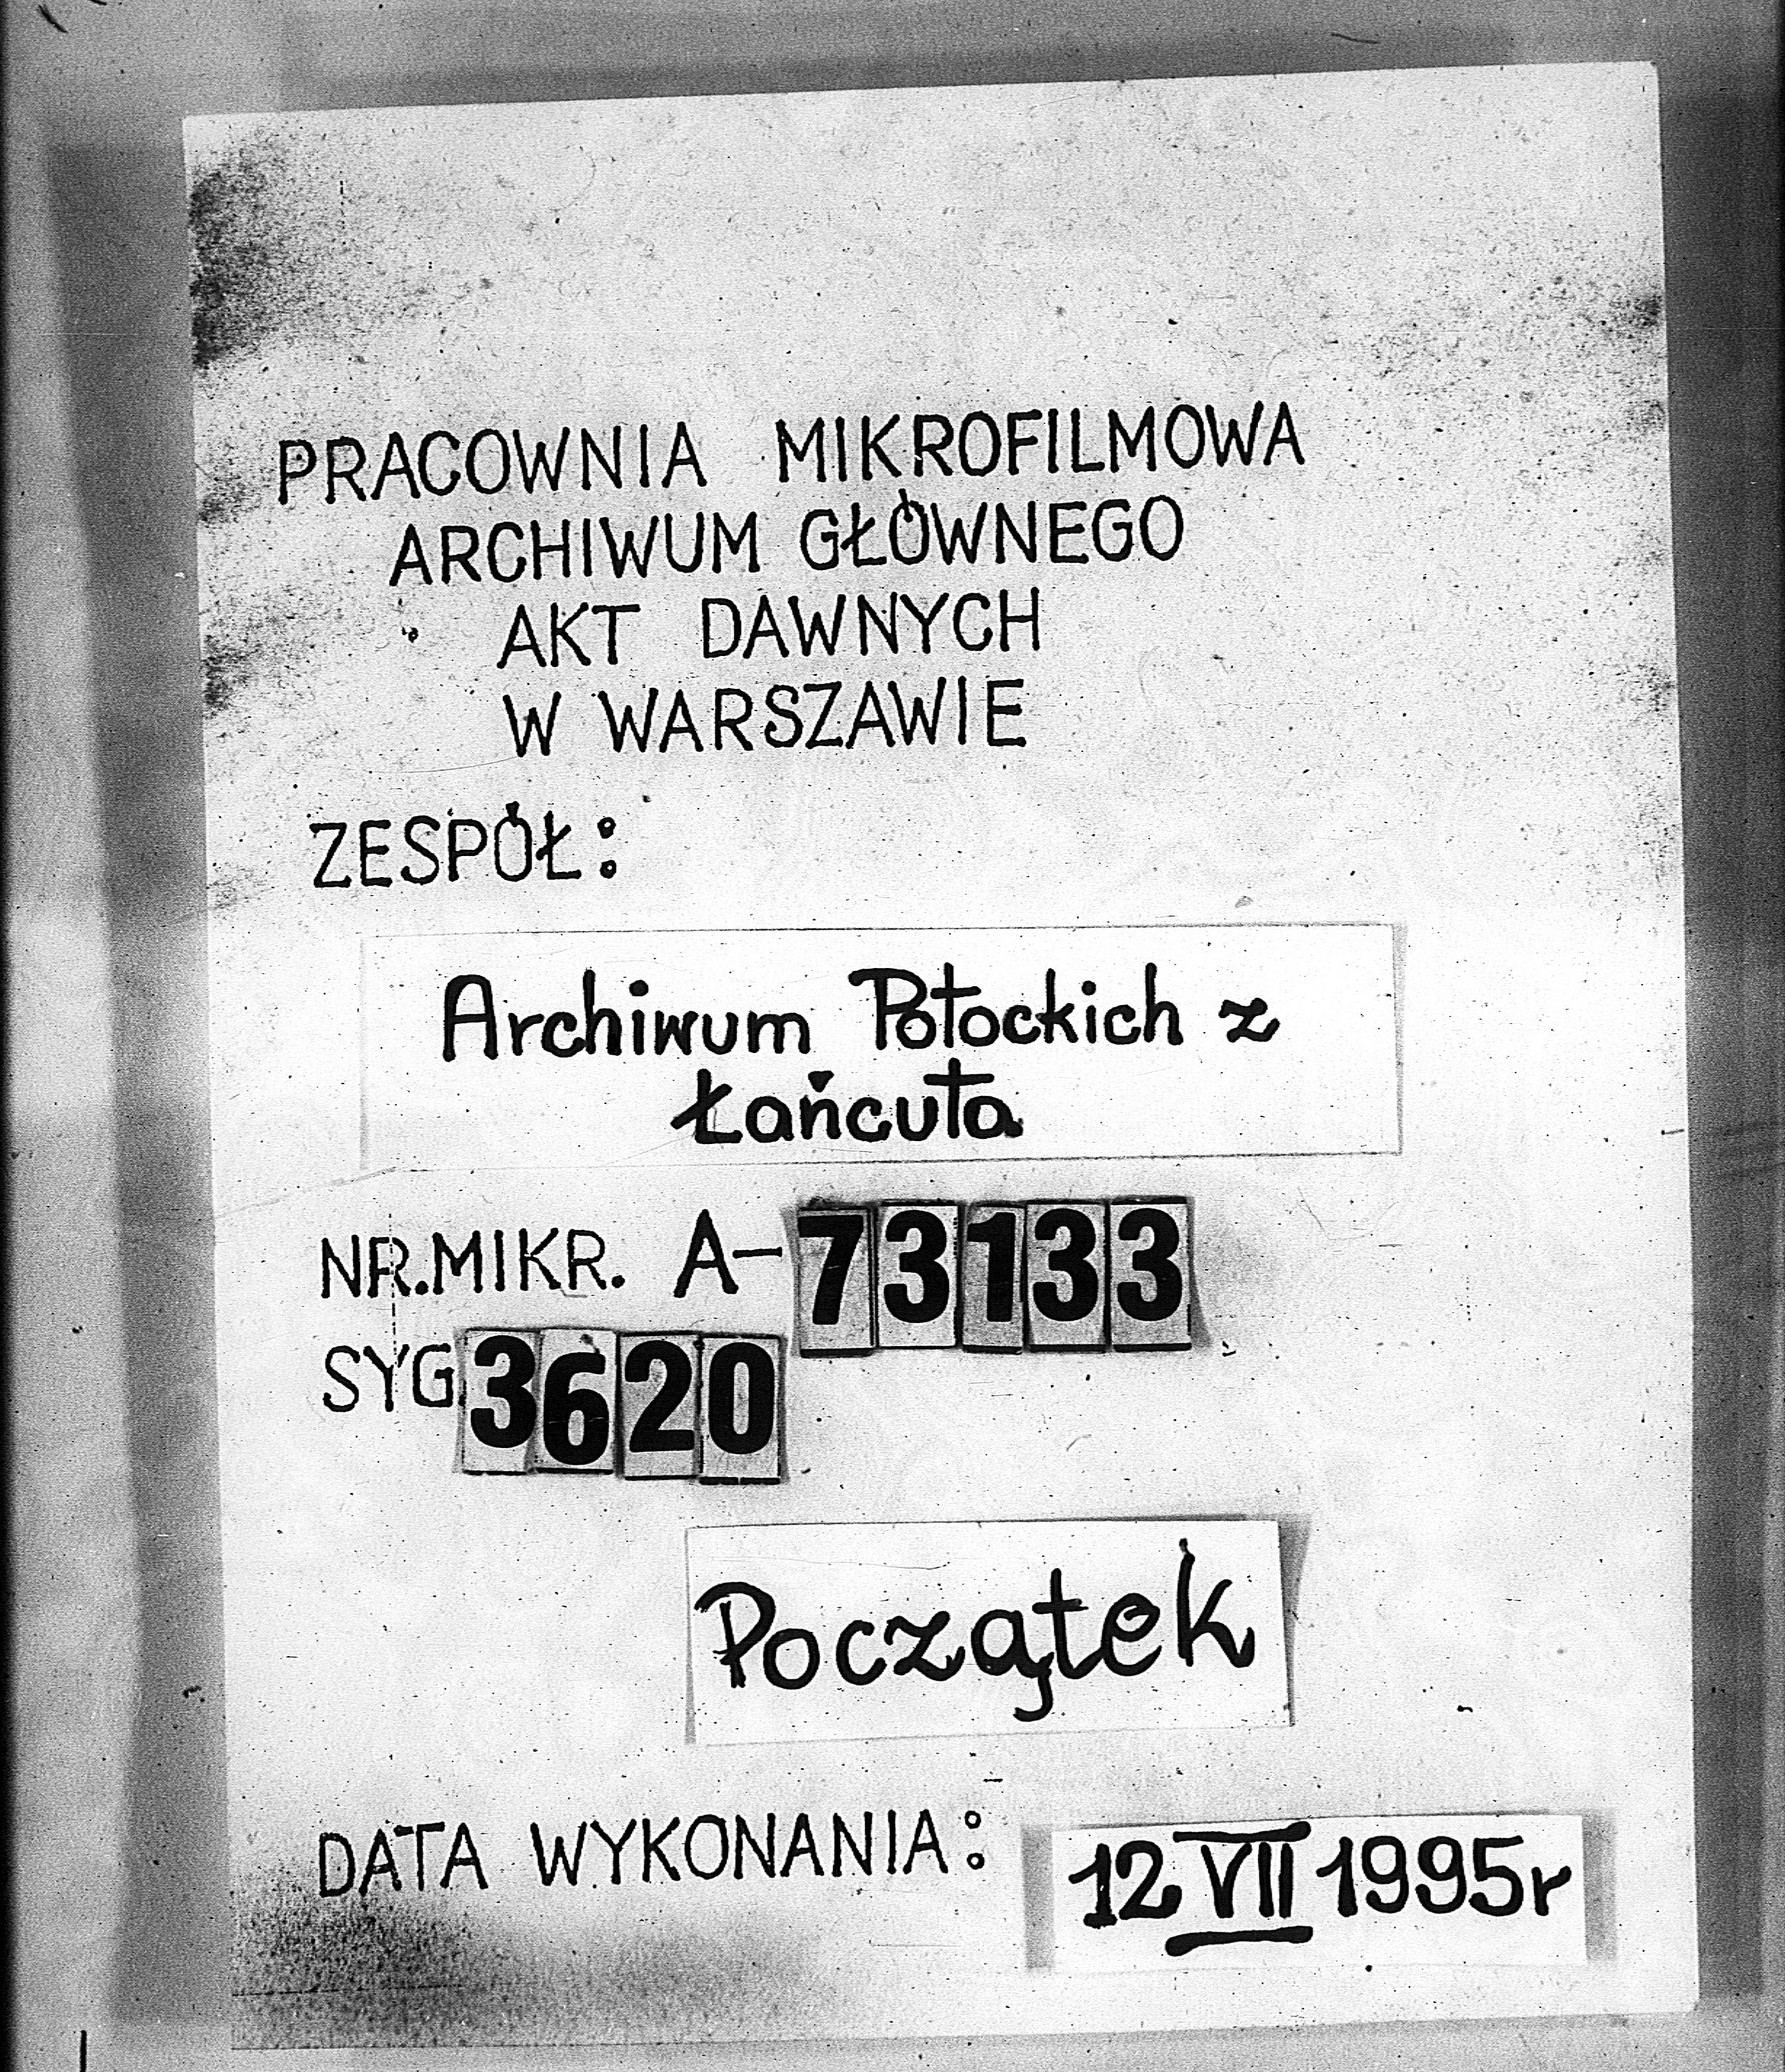 PRACOWNIA MIKROFILMOWA
ARCHIWUM GŁÓWNEGO
AKT DAWNYCH
W WARSZAWIE
ZESPÓŁ:
Archiwum Potockich z
Łańcuta
NR.MIKR. A-73133
SYG.3620
Początek
DATA WYKONANIA: 12 VII 1995r